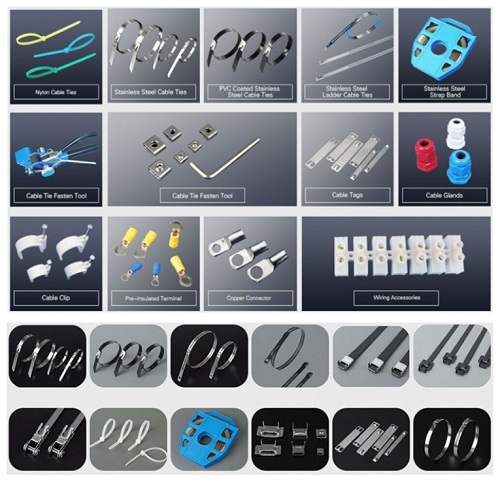 Nylon Cable Ties
Stainless Steel Cable Ties
PVC Coated Stainless
Steel Cable Ties
Stainless Steel
Ladder Cable Ties
Stainless Steel
Strap Band
Cable Tie Fasten Tool
Cable Tie Fasten Tool
Cable Tags
Cable Glands
Cable Clip
Pre-insulated Terminal
Copper Connector
Wiring Accessories